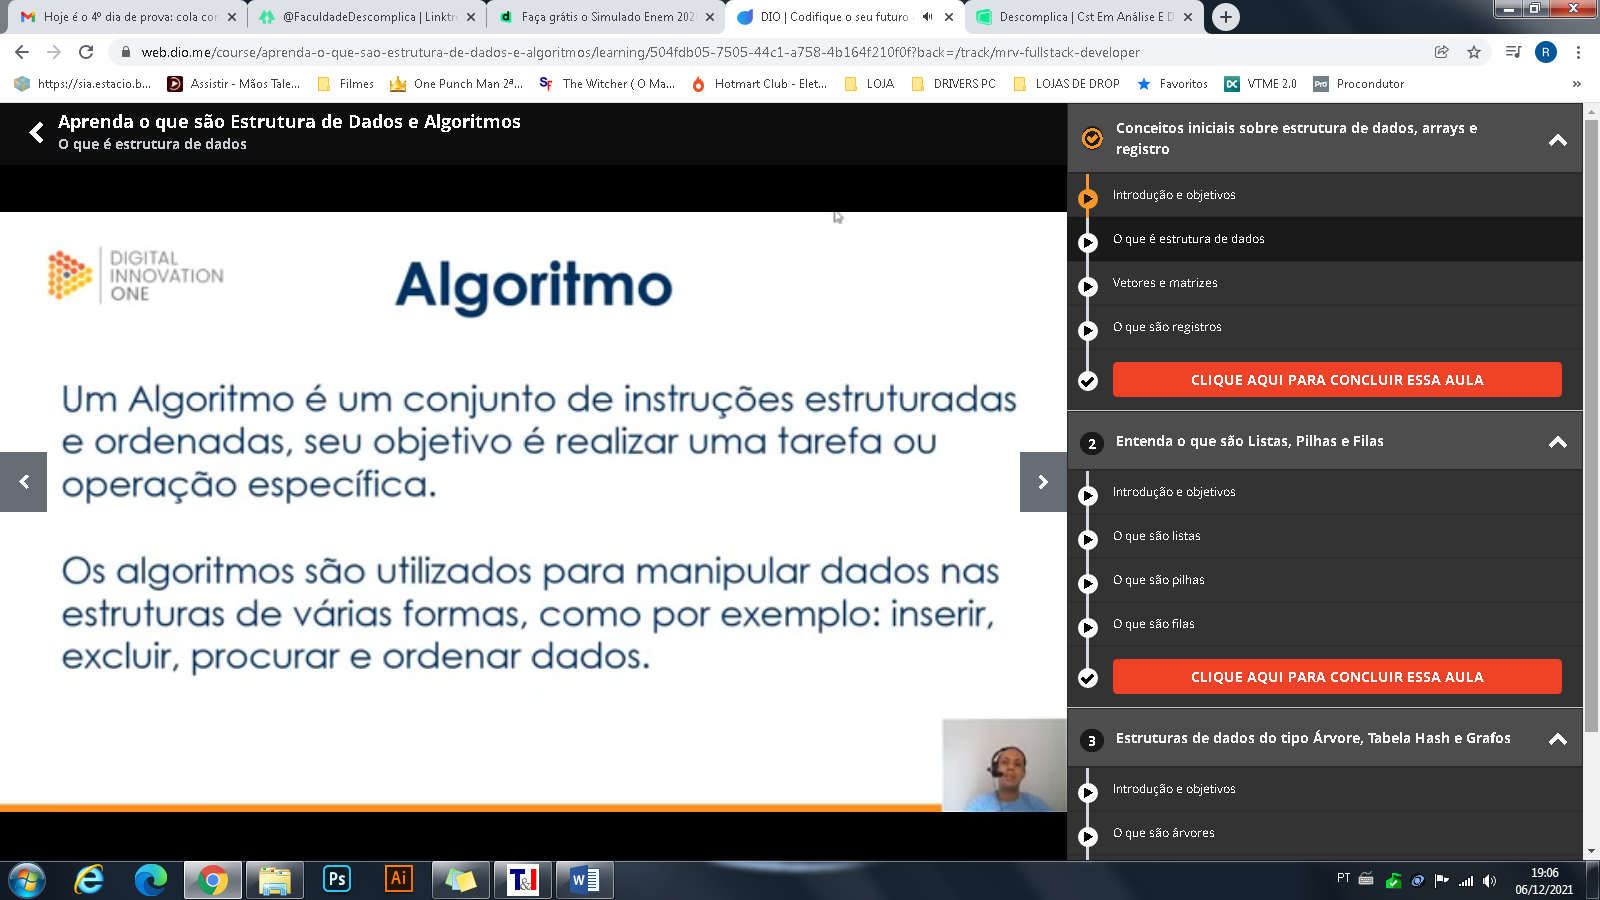 Hoje é o 4º dia de prova: cola co
@FaculdadeDescomplica | Linktr
Faça grátis o Simulado Enem 202
DIO | Codifique o seu futuro
Descomplica | Cst Em Análise E D
web.dio.me/course/aprenda-o-que-sao-estrutura-de-dados-e-algoritmos/learning/504fdb05-7505-44c1-a758-4b164f210f0f?back=/track/mrv-fullstack-developer
R
https://sia.estacio.b...
Assistir - Mãos Tale...
Filmes
One Punch Man 2ª...
SF
The Witcher ( O Ma...
Hotmart Club - Elet...
LOJA
DRIVERS PC
LOJAS DE DROP
Favoritos
DC
VTME 2.0
Pro
Procondutor
»
Aprenda o que são Estrutura de Dados e Algoritmos
O que é estrutura de dados
DIGITAL
INNOVATION
ONE
Algoritmo
Um Algoritmo é um conjunto de instruções estruturadas
e ordenadas, seu objetivo é realizar uma tarefa ou
operação específica.
Os algoritmos são utilizados para manipular dados nas
estruturas de várias formas, como por exemplo: inserir,
excluir, procurar e ordenar dados.
Conceitos iniciais sobre estrutura de dados, arrays e
registro
Introdução e objetivos
O que é estrutura de dados
Vetores e matrizes
O que são registros
CLIQUE AQUI PARA CONCLUIR ESSA AULA
2
Entenda o que são Listas, Pilhas e Filas
Introdução e objetivos
O que são listas
O que são pilhas
O que são filas
CLIQUE AQUI PARA CONCLUIR ESSA AULA
3
Estruturas de dados do tipo Árvore, Tabela Hash e Grafos
Introdução e objetivos
O que são árvores
Ps
Ai
T&I
W
PT
19:06
06/12/2021